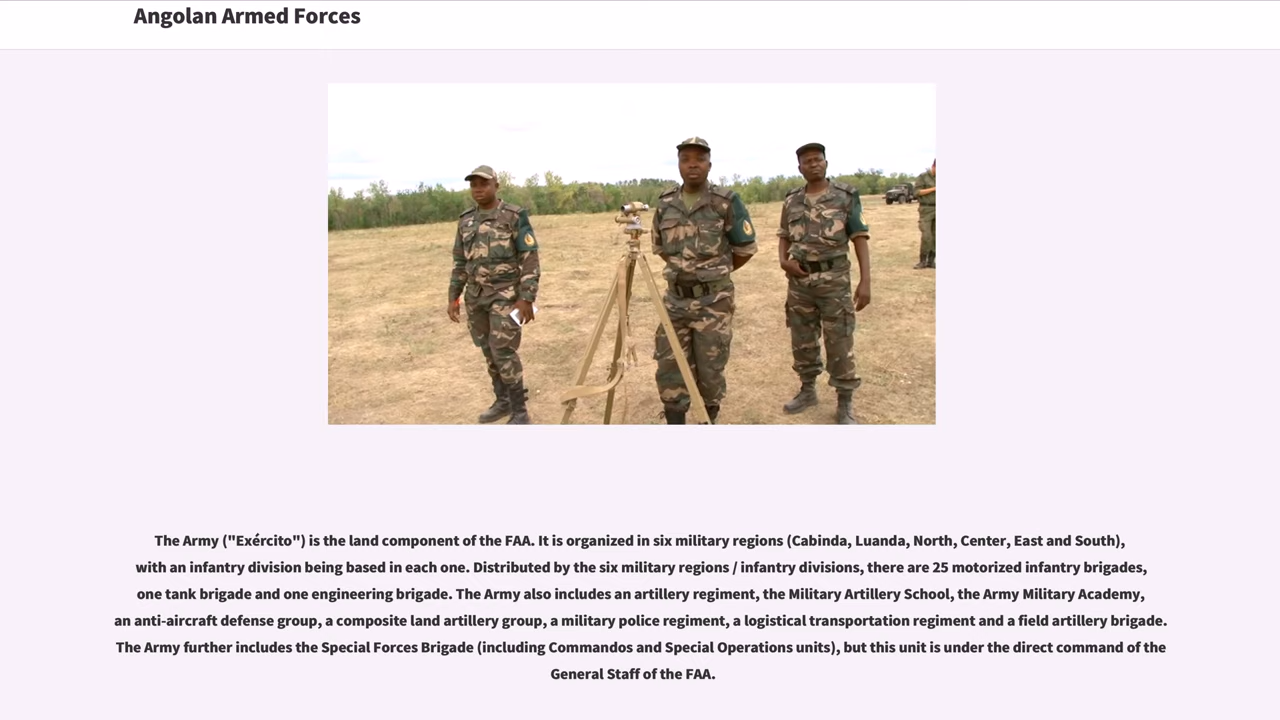 Angolan Armed Forces
The Army ("Exército") is the land component of the FAA. It is organized in six military regions (Cabinda, Luanda, North, Center, East and South),
with an infantry division being based in each one. Distributed by the six military regions / infantry divisions, there are 25 motorized infantry brigades,
one tank brigade and one engineering brigade. The Army also includes an artillery regiment, the Military Artillery School, the Army Military Academy,
an anti-aircraft defense group, a composite land artillery group, a military police regiment, a logistical transportation regiment and a field artillery brigade.
The Army further includes the Special Forces Brigade (including Commandos and Special Operations units), but this unit is under the direct command of the
General Staff of the FAA.